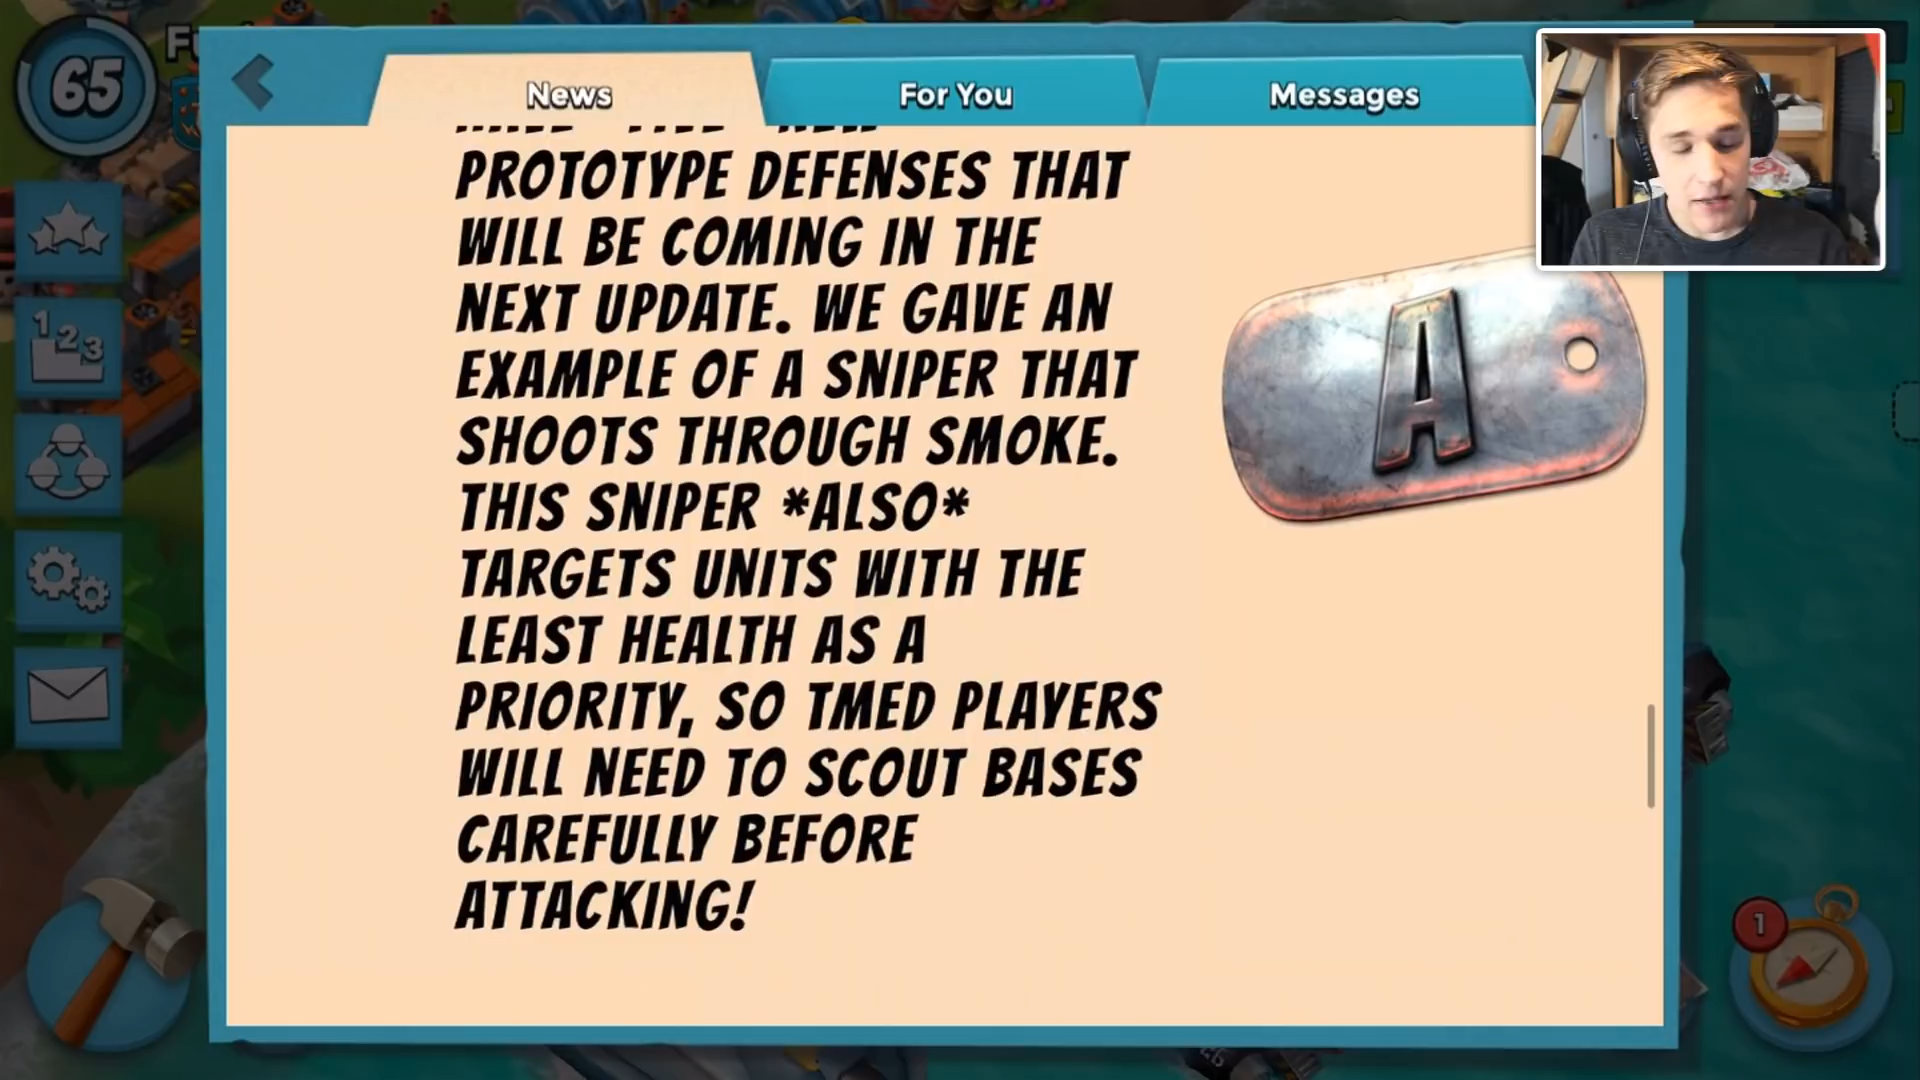 65
News
For You
Messages
PROTOTYPE DEFENSES THAT
WILL BE COMING IN THE
NEXT UPDATE. WE GAVE AN
EXAMPLE OF A SNIPER THAT
SHOOTS THROUGH SMOKE.
THIS SNIPER *ALSO*
TARGETS UNITS WITH THE
LEAST HEALTH AS A
PRIORITY, SO TMED PLAYERS
WILL NEED TO SCOUT BASES
CAREFULLY BEFORE
ATTACKING!
A
123
1